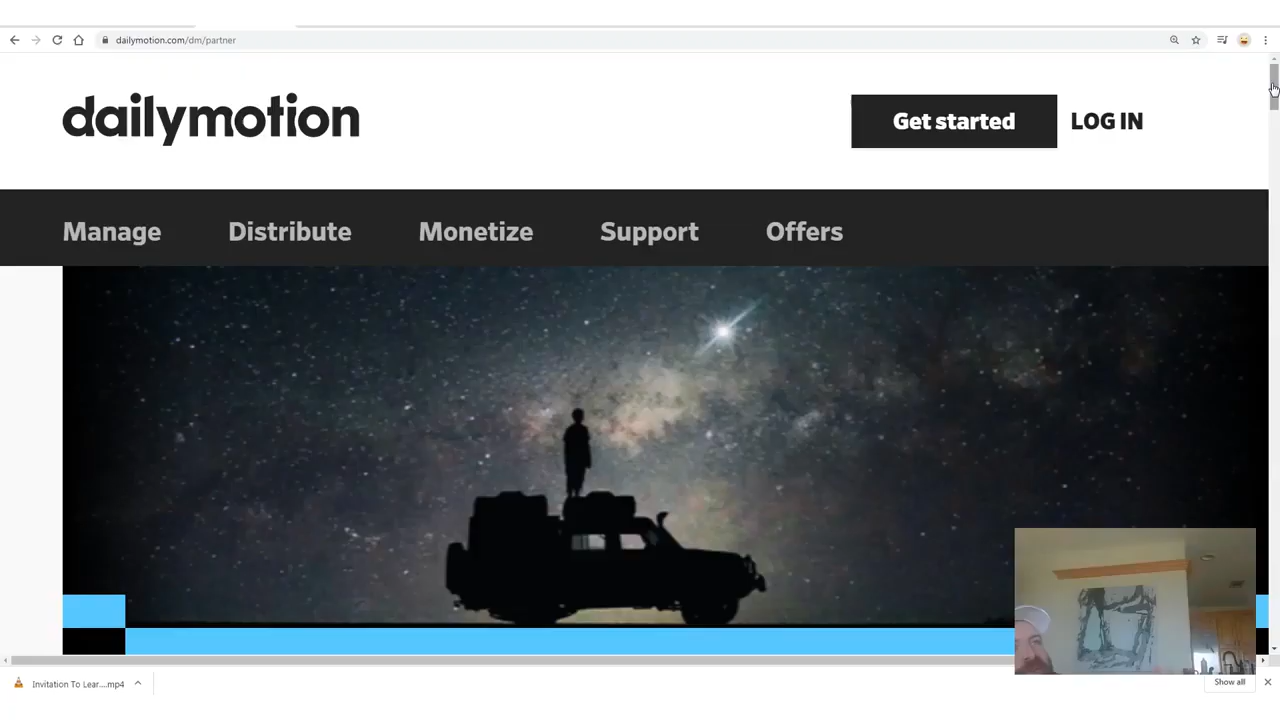 dailymotion.com/dm/partner
dailymotion
Get started
LOG IN
Manage
Distribute
Monetize
Support
Offers
Invitation To Lear....mp4
Show all